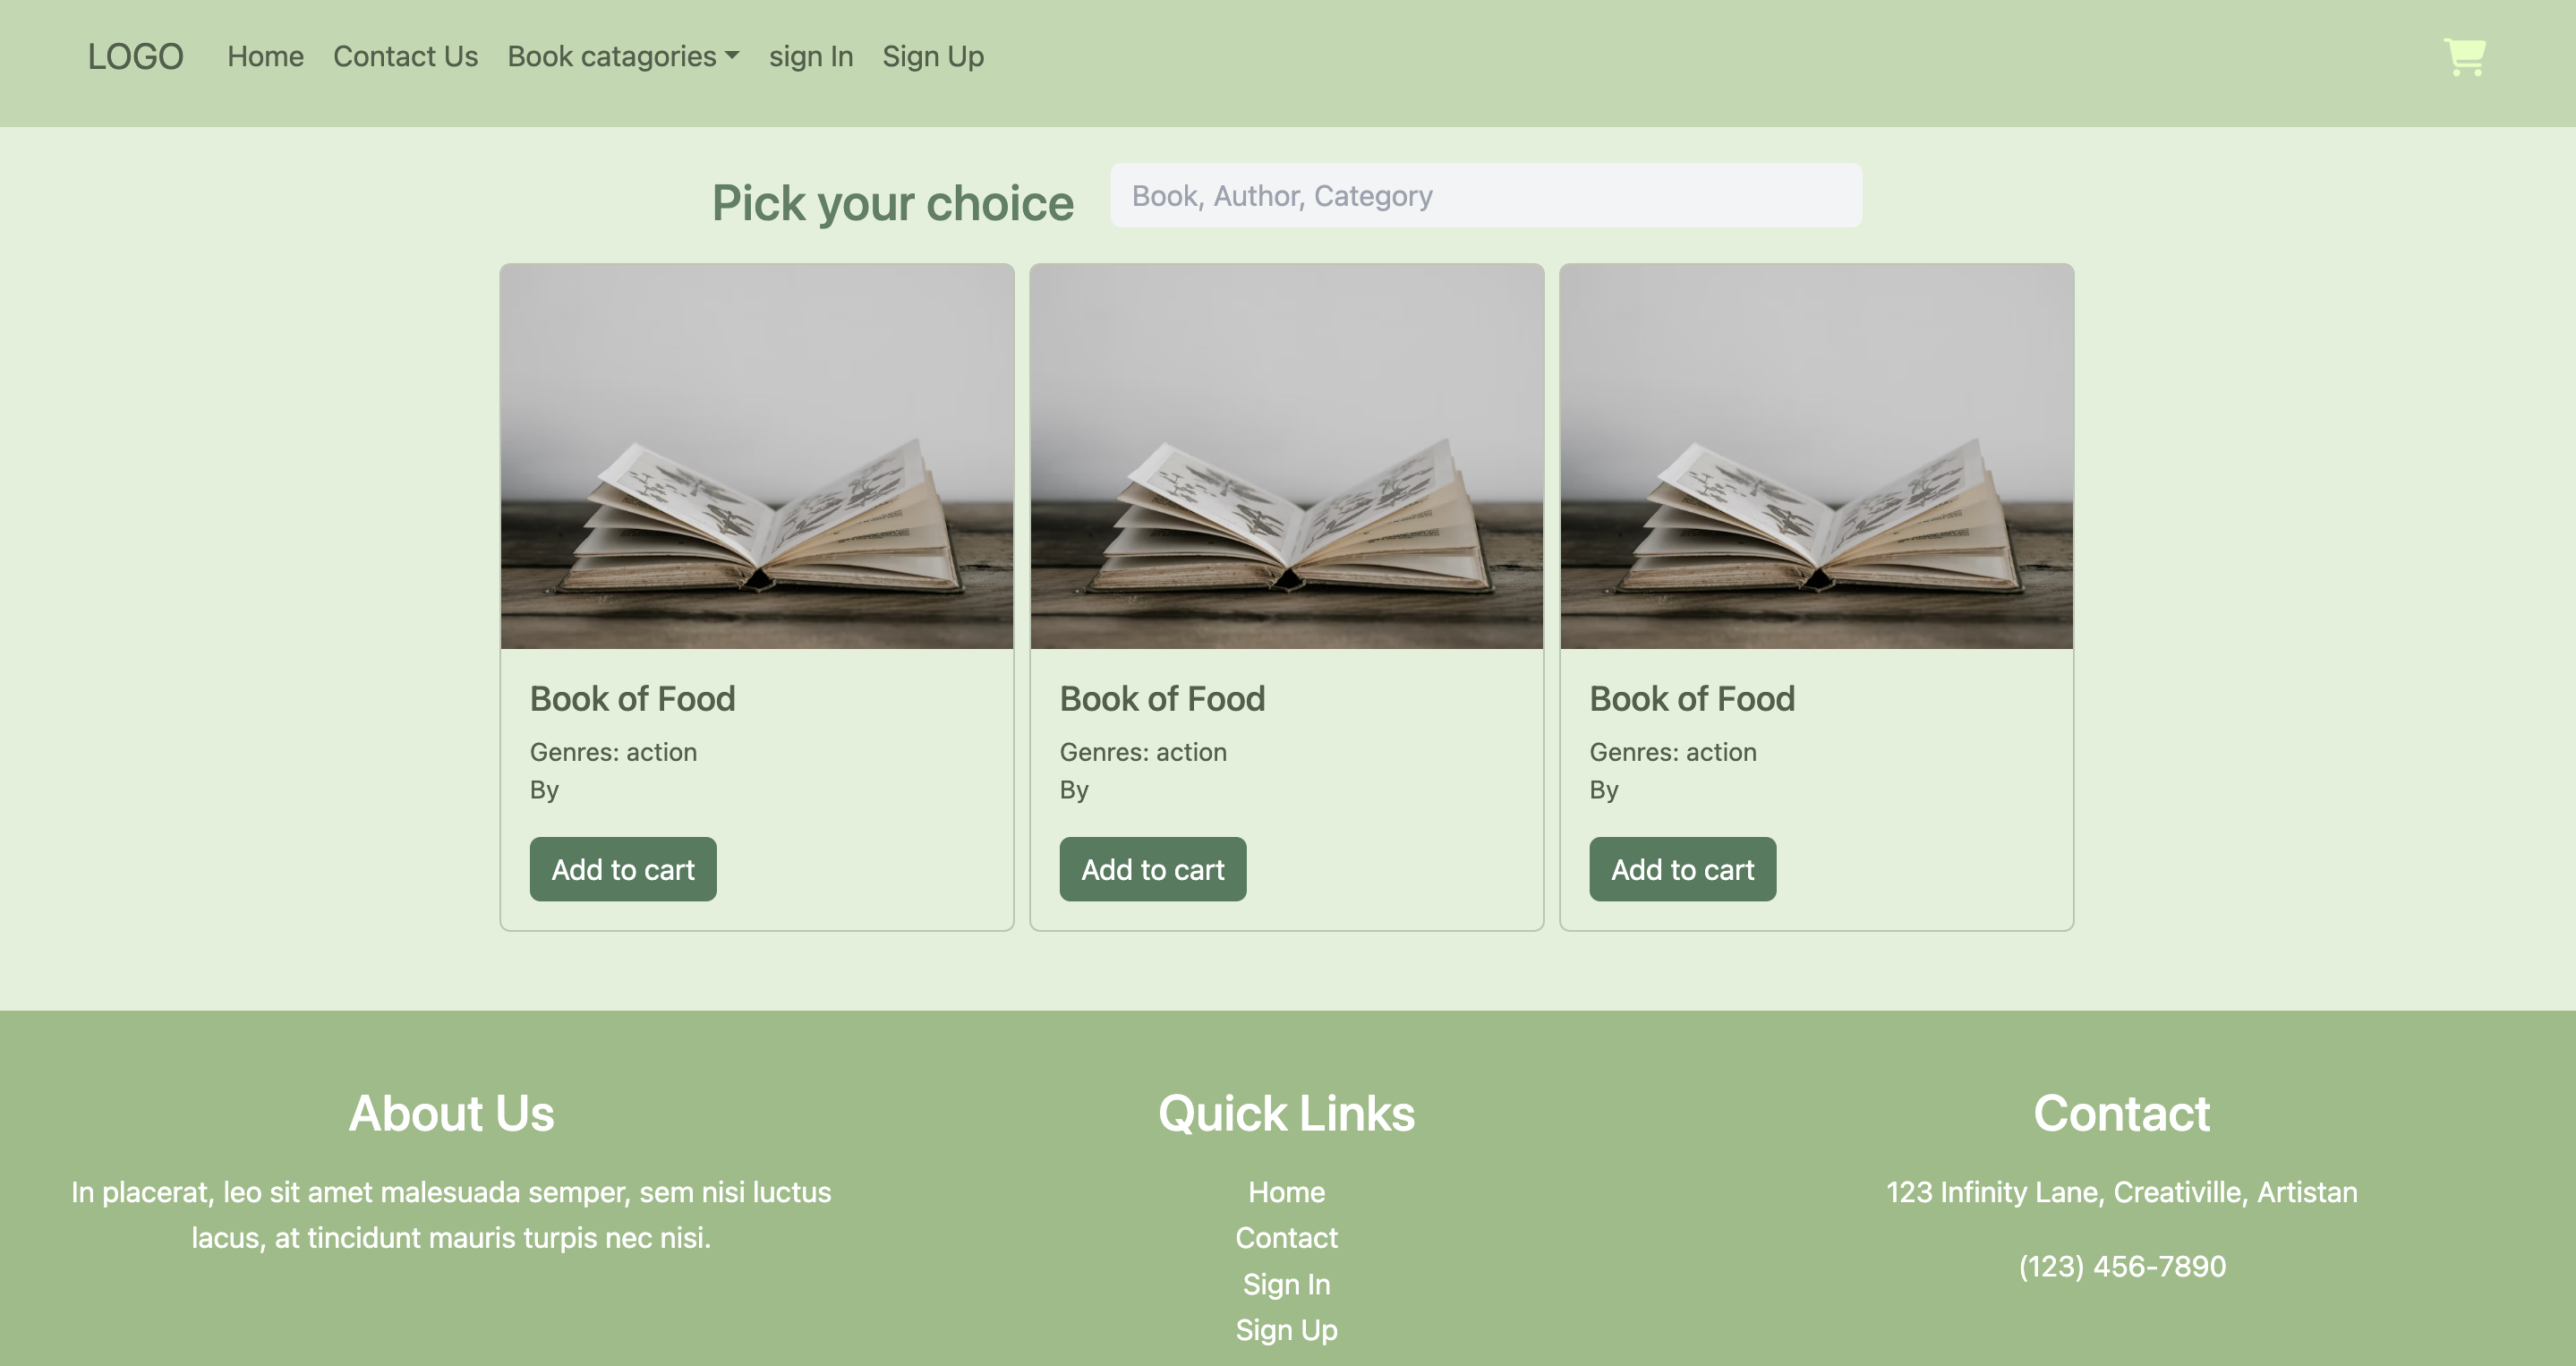 LOGO Home Contact Us Book catagories sign In Sign Up
Pick your choice Book, Author, Category
Book of Food
Genres: action
By
Add to cart
Book of Food
Genres: action
By
Add to cart
Book of Food
Genres: action
By
Add to cart
About Us
In placerat, leo sit amet malesuada semper, sem nisi luctus
lacus, at tincidunt mauris turpis nec nisi.
Quick Links
Home
Contact
Sign In
Sign Up
Contact
123 Infinity Lane, Creativille, Artistan
(123) 456-7890